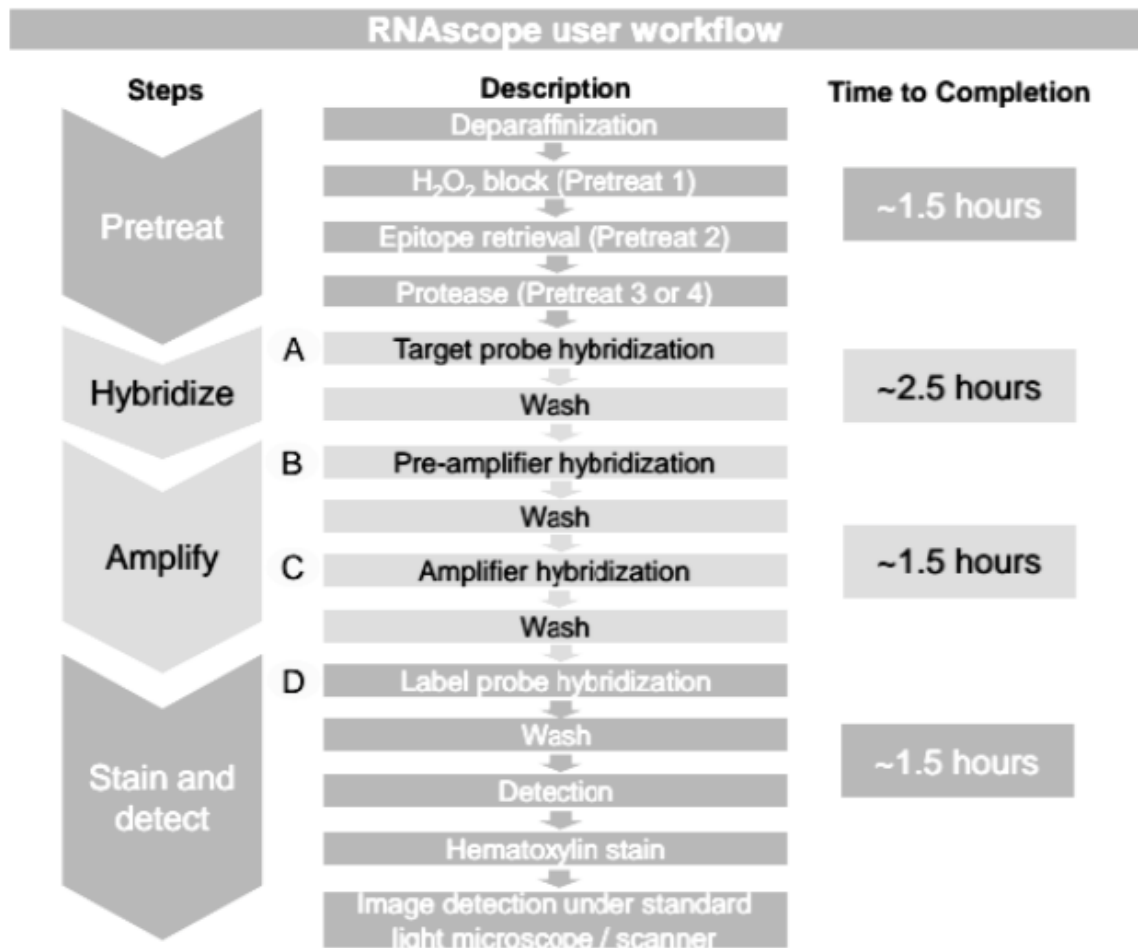 RNAscope user workflow
Steps
Description
Time to Completion
Pretreat
Deparaffinization
H₂O₂ block (Pretreat 1)
Epitope retrieval (Pretreat 2)
Protease (Pretreat 3 or 4)
~1.5 hours
Hybridize
A
Target probe hybridization
Wash
~2.5 hours
Amplify
B
Pre-amplifier hybridization
Wash
C
Amplifier hybridization
Wash
~1.5 hours
Stain and
detect
D
Label probe hybridization
Wash
Detection
Hematoxylin stain
Image detection under standard
light microscope / scanner
~1.5 hours